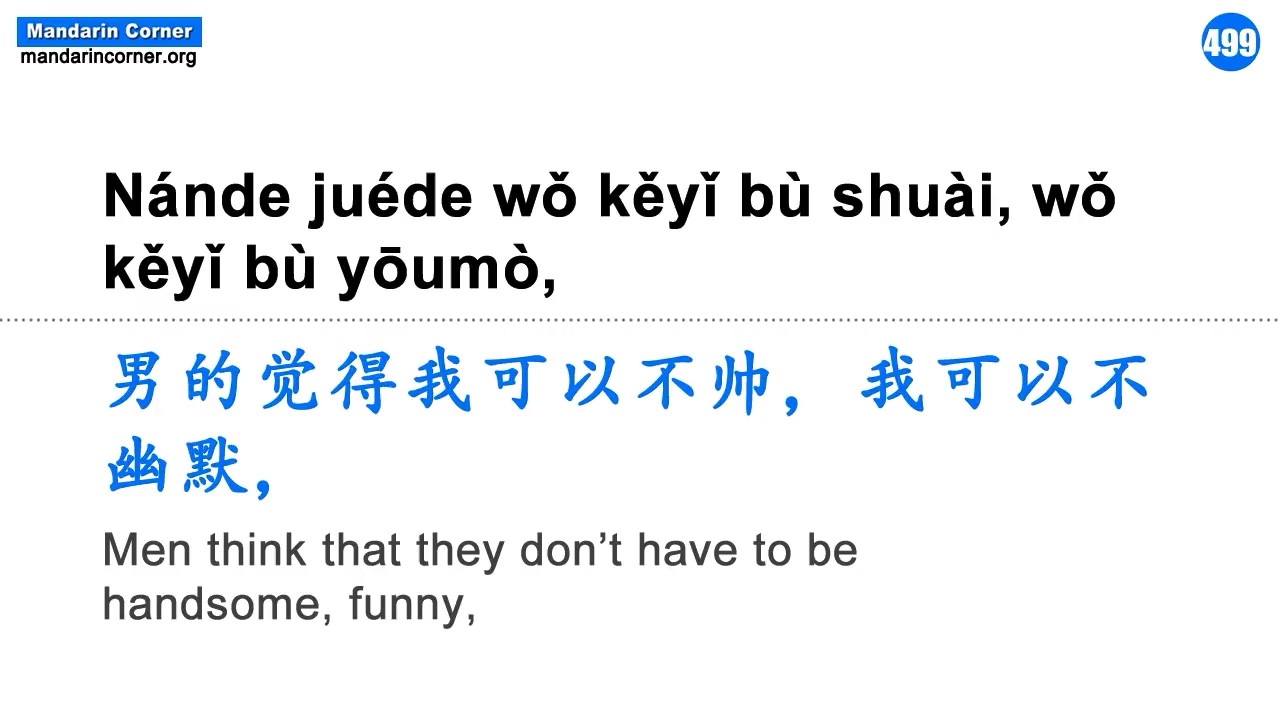 Mandarin Corner
mandarincorner.org
499
Nánde juéde wǒ kěyǐ bù shuài, wǒ
kěyǐ bù yōumò,
男的觉得我可以不帅，我可以不
幽默，
Men think that they don’t have to be
handsome, funny,